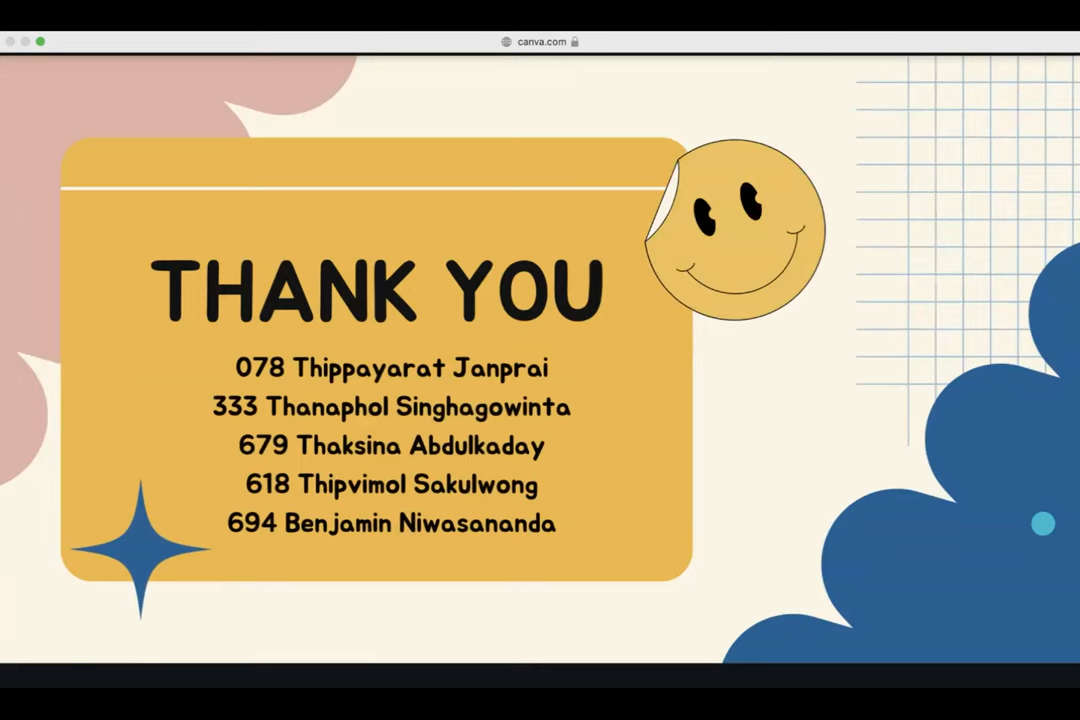 canva.com
THANK YOU
078 Thippayarat Janprai
333 Thanaphol Singhagowinta
679 Thaksina Abdulkaday
618 Thipvimol Sakulwong
694 Benjamin Niwasananda